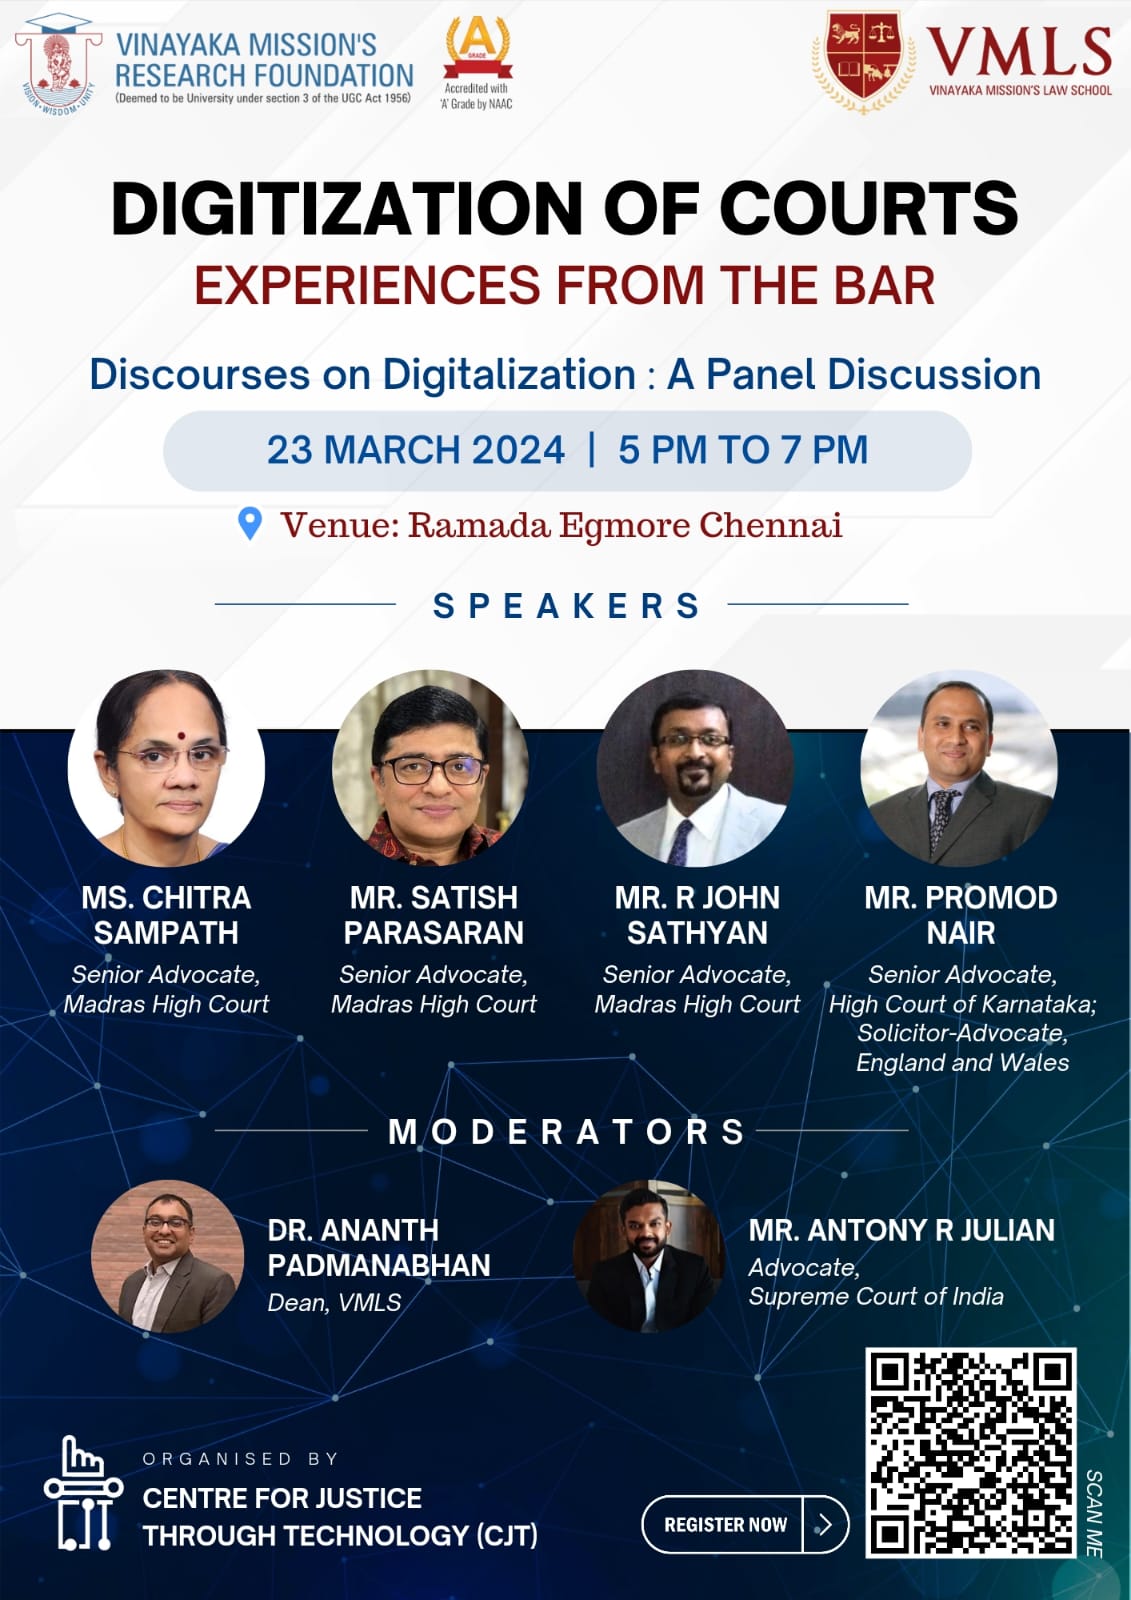 VINAYAKA MISSION'S
RESEARCH FOUNDATION
(Deemed to be University under section 3 of the UGC Act 1956)
VISION • WISDOM • UNITY
A
GRADE
Accredited with
'A' Grade by NAAC
VMLS
VINAYAKA MISSION'S LAW SCHOOL
DIGITIZATION OF COURTS
EXPERIENCES FROM THE BAR
Discourses on Digitalization : A Panel Discussion
23 MARCH 2024 | 5 PM TO 7 PM
Venue: Ramada Egmore Chennai
SPEAKERS
MS. CHITRA
SAMPATH
Senior Advocate,
Madras High Court
MR. SATISH
PARASARAN
Senior Advocate,
Madras High Court
MR. R JOHN
SATHYAN
Senior Advocate,
Madras High Court
MR. PROMOD
NAIR
Senior Advocate,
High Court of Karnataka;
Solicitor-Advocate,
England and Wales
MODERATORS
DR. ANANTH
PADMANABHAN
Dean, VMLS
MR. ANTONY R JULIAN
Advocate,
Supreme Court of India
ORGANISED BY
CENTRE FOR JUSTICE
THROUGH TECHNOLOGY (CJT)
CJT
REGISTER NOW
SCAN ME